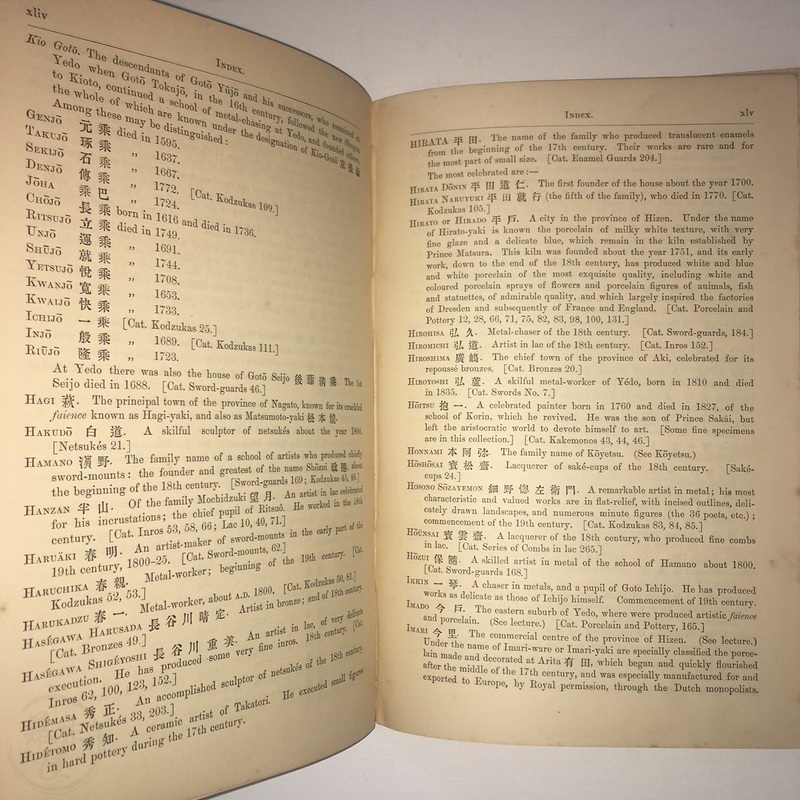 xliv
INDEX.
Kio Gotō. The descendants of Gotō Yūjō and his successors, who remained at
Yedo when Gotō Tokujō, in the 16th century, followed the new Shogun
to Kioto, continued a school of metal-chasing at Yedo, and founded others,
the whole of which are known under the designation of Kio-Gotō
Among these may be distinguished:
GENJŌ 元乘 died in 1595.
TAKUJŌ 琢乘 „ 1637.
SEKIJŌ 石乘 „ 1667.
DENJŌ 傳乘 „ 1772. [Cat. Kodzukas 109.]
JŌHA 乘巴 „ 1724.
CHŌJŌ 長乘 born in 1616 and died in 1736.
RITSUJŌ 立乘 died in 1749.
UNJŌ 運乘 „ 1691.
SHŪJŌ 就乘 „ 1744.
YETSUJŌ 悅乘 „ 1708.
KWANJŌ 寬乘 „ 1653.
KWAIJŌ 快乘 „ 1733.
ICHIJŌ 一乘 [Cat. Kodzukas 25.]
INJŌ 殷乘 „ 1689. [Cat. Kodzukas 111.]
RIŪJŌ 隆乘 „ 1723.
At Yedo there was also the house of Gotō Seijo 後藤清乘 The 1st
Seijo died in 1688. [Cat. Sword-guards 46.]
HAGI 萩. The principal town of the province of Nagato, known for its crackled
faience known as Hagi-yaki, and also as Matsumoto-yaki 松本燒.
HAKUDŌ 白道. A skilful sculptor of netsukés about the year 1800.
[Netsukés 21.]
HAMANO 濱野. The family name of a school of artists who produced chiefly
sword-mounts: the founder and greatest of the name Shōzui about
the beginning of the 18th century. [Sword-guards 169; Kodzukas 45, 46.]
HANZAN 半山. Of the family Mochidzuki 望月. An artist in lac celebrated
for his incrustations; the chief pupil of Ritsuō. He worked in the 18th
century. [Cat. Inros 53, 58, 66; Lac 10, 40, 71.]
HARUĀKI 春明. An artist-maker of sword-mounts in the early part of the
19th century, 1800–25. [Cat. Sword-mounts, 62.]
HARUCHIKA 春親. Metal-worker; beginning of the 19th century. [Cat.
Kodzukas 52, 53.]
HARUKADZU 春一. Metal-worker, about A.D. 1800. [Cat. Kodzukas 50, 81.]
HASÉGAWA HARUSADA 長谷川晴定. Artist in bronze; end of 18th century.
[Cat. Bronzes 49.]
HASÉGAWA SHIGÉYOSHI 長谷川重美. An artist in lac, of very delicate
execution. He has produced some very fine inros. 18th century. [Cat.
Inros 62, 100, 123, 152.]
HIDÉMASA 秀正. An accomplished sculptor of netsukés of the 18th century.
[Cat. Netsukés 33, 203.]
HIDÉTOMO 秀知. A ceramic artist of Takatori. He executed small figures
in hard pottery during the 17th century.
INDEX.
xlv
HIRATA 平田. The name of the family who produced translucent enamels
from the beginning of the 17th century. Their works are rare and for
the most part of small size. [Cat. Enamel Guards 204.]
The most celebrated are:—
HIRATA DŌNIN 平田道仁. The first founder of the house about the year 1700.
HIRATA NARUYUKI 平田就行 (the fifth of the family), who died in 1770. [Cat.
Kodzukas 105.]
HIRATO or HIRADO 平戶. A city in the province of Hizen. Under the name
of Hirato-yaki is known the porcelain of milky white texture, with very
fine glaze and a delicate blue, which remain in the kiln established by
Prince Matsura. This kiln was founded about the year 1751, and its early
work, down to the end of the 18th century, has produced white and blue
and white porcelain of the most exquisite quality, including white and
coloured porcelain sprays of flowers and porcelain figures of animals, fish
and statuettes, of admirable quality, and which largely inspired the factories
of Dresden and subsequently of France and England. [Cat. Porcelain and
Pottery 12, 28, 66, 71, 75, 82, 83, 98, 100, 131.]
HIROHISA 弘久. Metal-chaser of the 18th century. [Cat. Sword-guards, 184.]
HIROMICHI 弘道. Artist in lac of the 18th century. [Cat. Inros 152.]
HIROSHIMA 廣嶋. The chief town of the province of Aki, celebrated for its
repoussé bronzes. [Cat. Bronzes 20.]
HIROYOSHI 弘蘆. A skilful metal-worker of Yédo, born in 1810 and died
in 1835. [Cat. Swords No. 7.]
HŌITSU 抱一. A celebrated painter born in 1760 and died in 1827, of the
school of Korin, which he revived. He was the son of Prince Sakai, but
left the aristocratic world to devote himself to art. [Some fine specimens
are in this collection.] [Cat. Kakemonos 43, 44, 46.]
HONNAMI 本阿弥. The family name of Kōyetsu. (See Kōyetsu.)
HŌSHŌSAI 寳松齋. Lacquerer of saké-cups of the 18th century. [Saké-
cups 24.]
HOSONO SŌZAYEMON 細野惣左衛門. A remarkable artist in metal; his most
characteristic and valued works are in flat-relief, with incised outlines, deli-
cately drawn landscapes, and numerous minute figures (the 36 poets, etc.);
commencement of the 19th century. [Cat. Kodzukas 83, 84, 85.]
HŌŪNSAI 寳雲齋. A lacquerer of the 18th century, who produced fine combs
in lac. [Cat. Series of Combs in lac 265.]
HŌZUI 保隨. A skilled artist in metal of the school of Hamano about 1800.
[Cat. Sword-guards 168.]
IKKIN 一琴. A chaser in metals, and a pupil of Goto Ichijo. He has produced
works as delicate as those of Ichijo himself. Commencement of 19th century.
IMADO 今戶. The eastern suburb of Yedo, where were produced artistic faience
and porcelain. (See lecture.) [Cat. Porcelain and Pottery, 165.]
IMARI 今里. The commercial centre of the province of Hizen. (See lecture.)
Under the name of Imari-ware or Imari-yaki are specially classified the porce-
lain made and decorated at Arita 有田, which began and quickly flourished
after the middle of the 17th century, and was especially manufactured for and
exported to Europe, by Royal permission, through the Dutch monopolists.